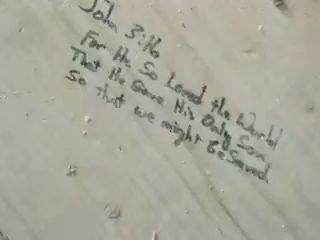 John 3:16
For He So Loved the World
That He Gave His Only Son
So that we might Be Saved